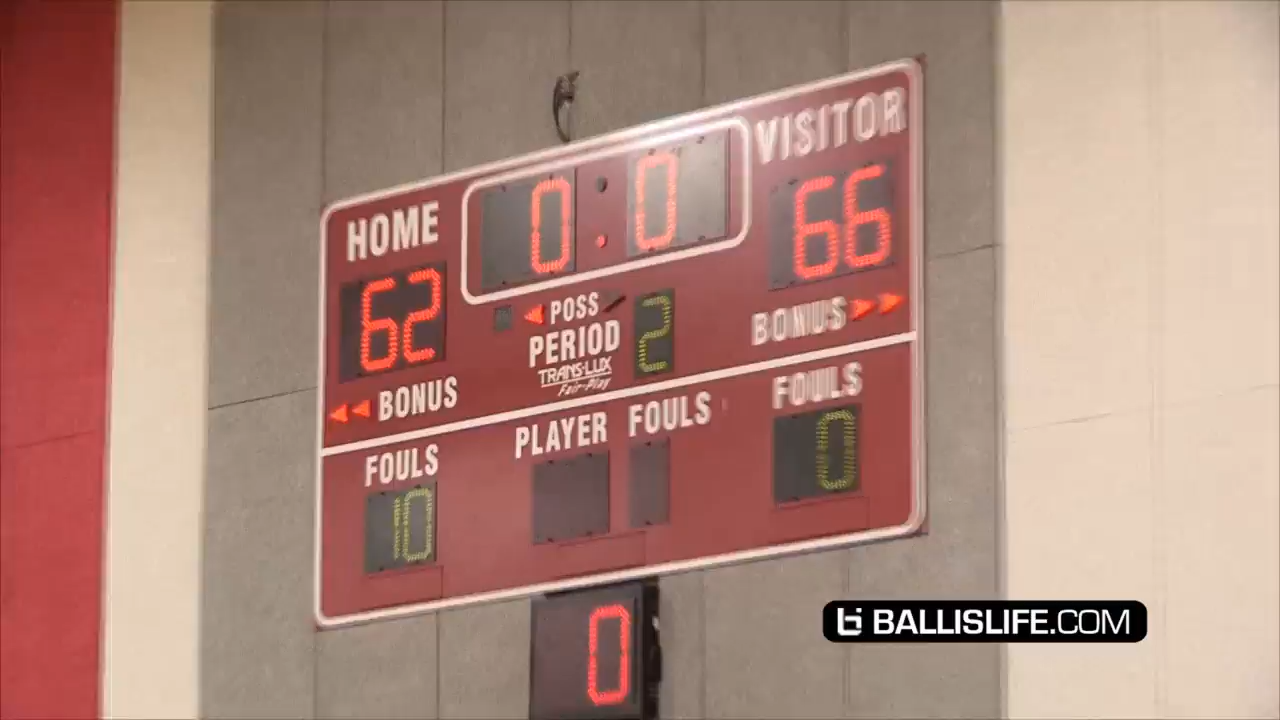 VISITOR
0.0
HOME
66
62
POSS
2
PERIOD
BONUS
TRANS-LUX
Fair-Play
BONUS
FOULS
PLAYER FOULS
FOULS
0
10
0
BALLISLIFE.COM